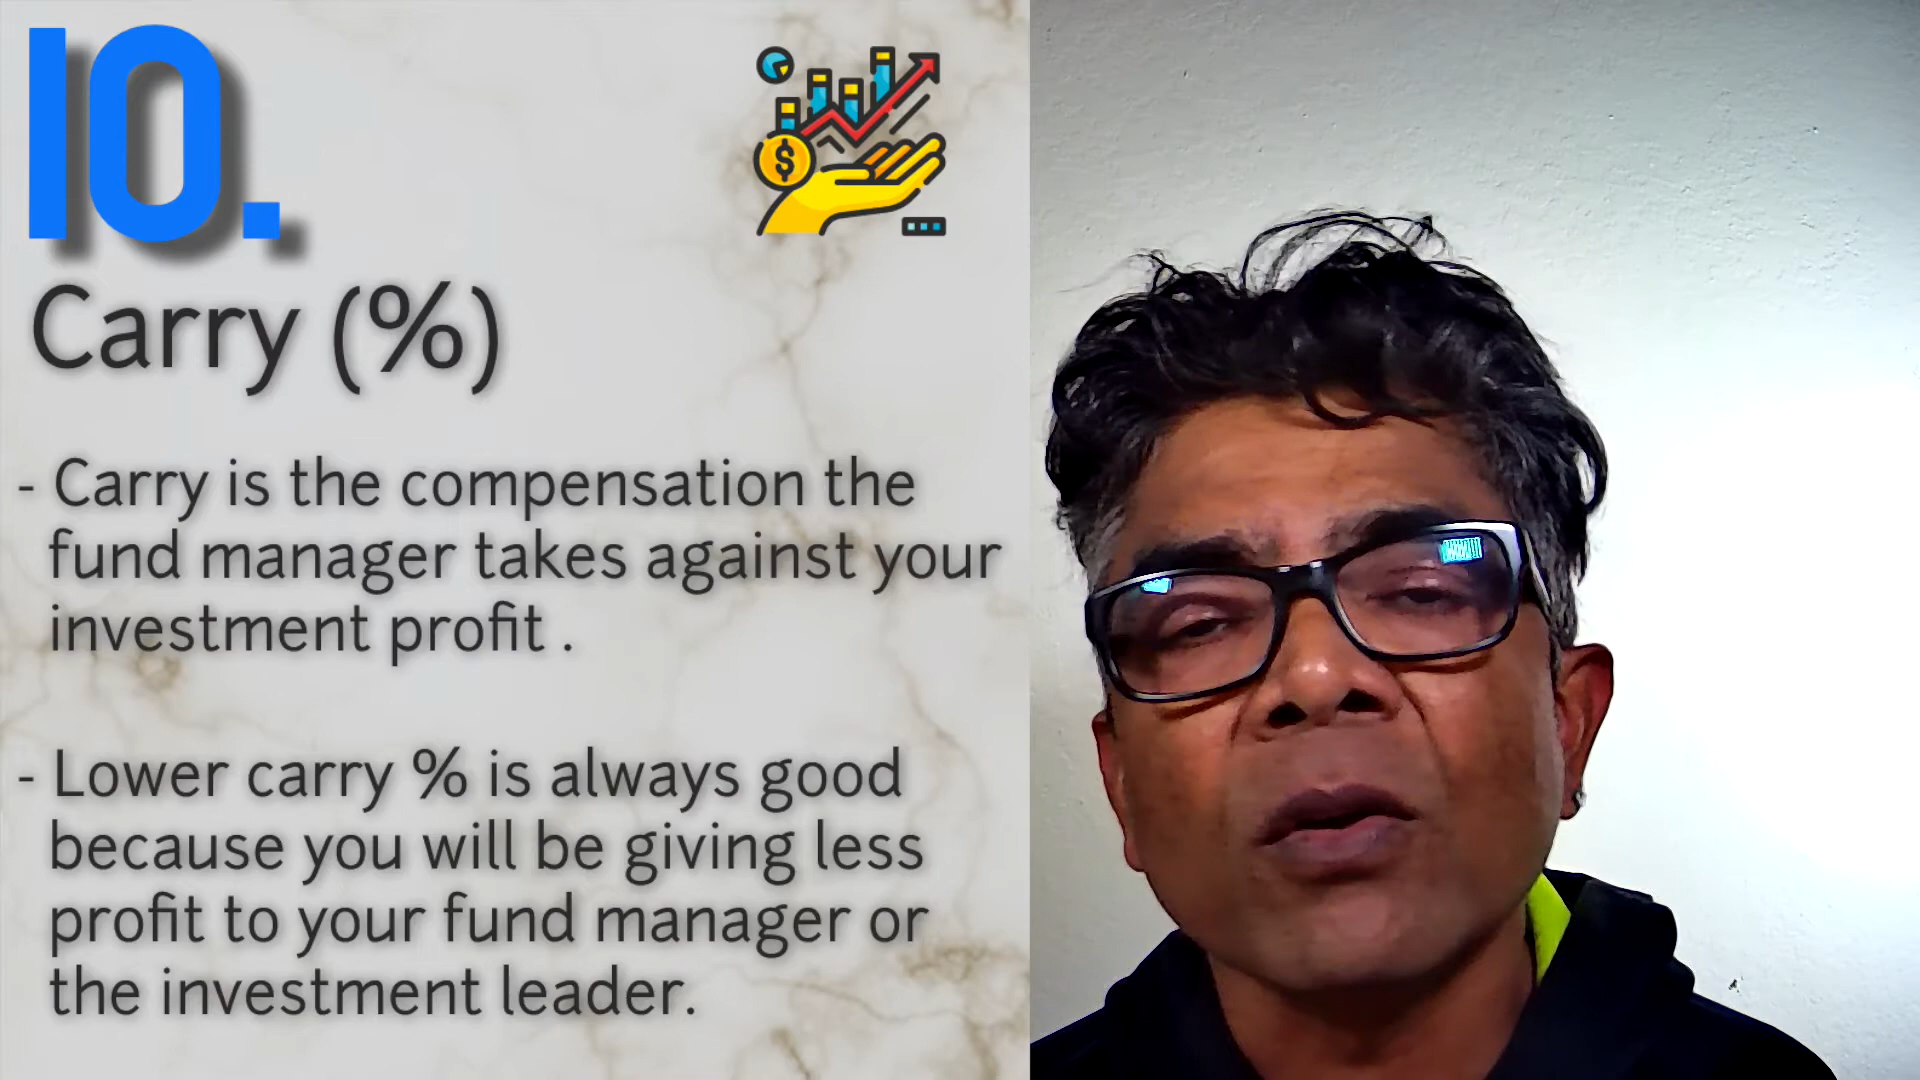 10.
Carry (%)
- Carry is the compensation the
fund manager takes against your
investment profit .
- Lower carry % is always good
because you will be giving less
profit to your fund manager or
the investment leader.